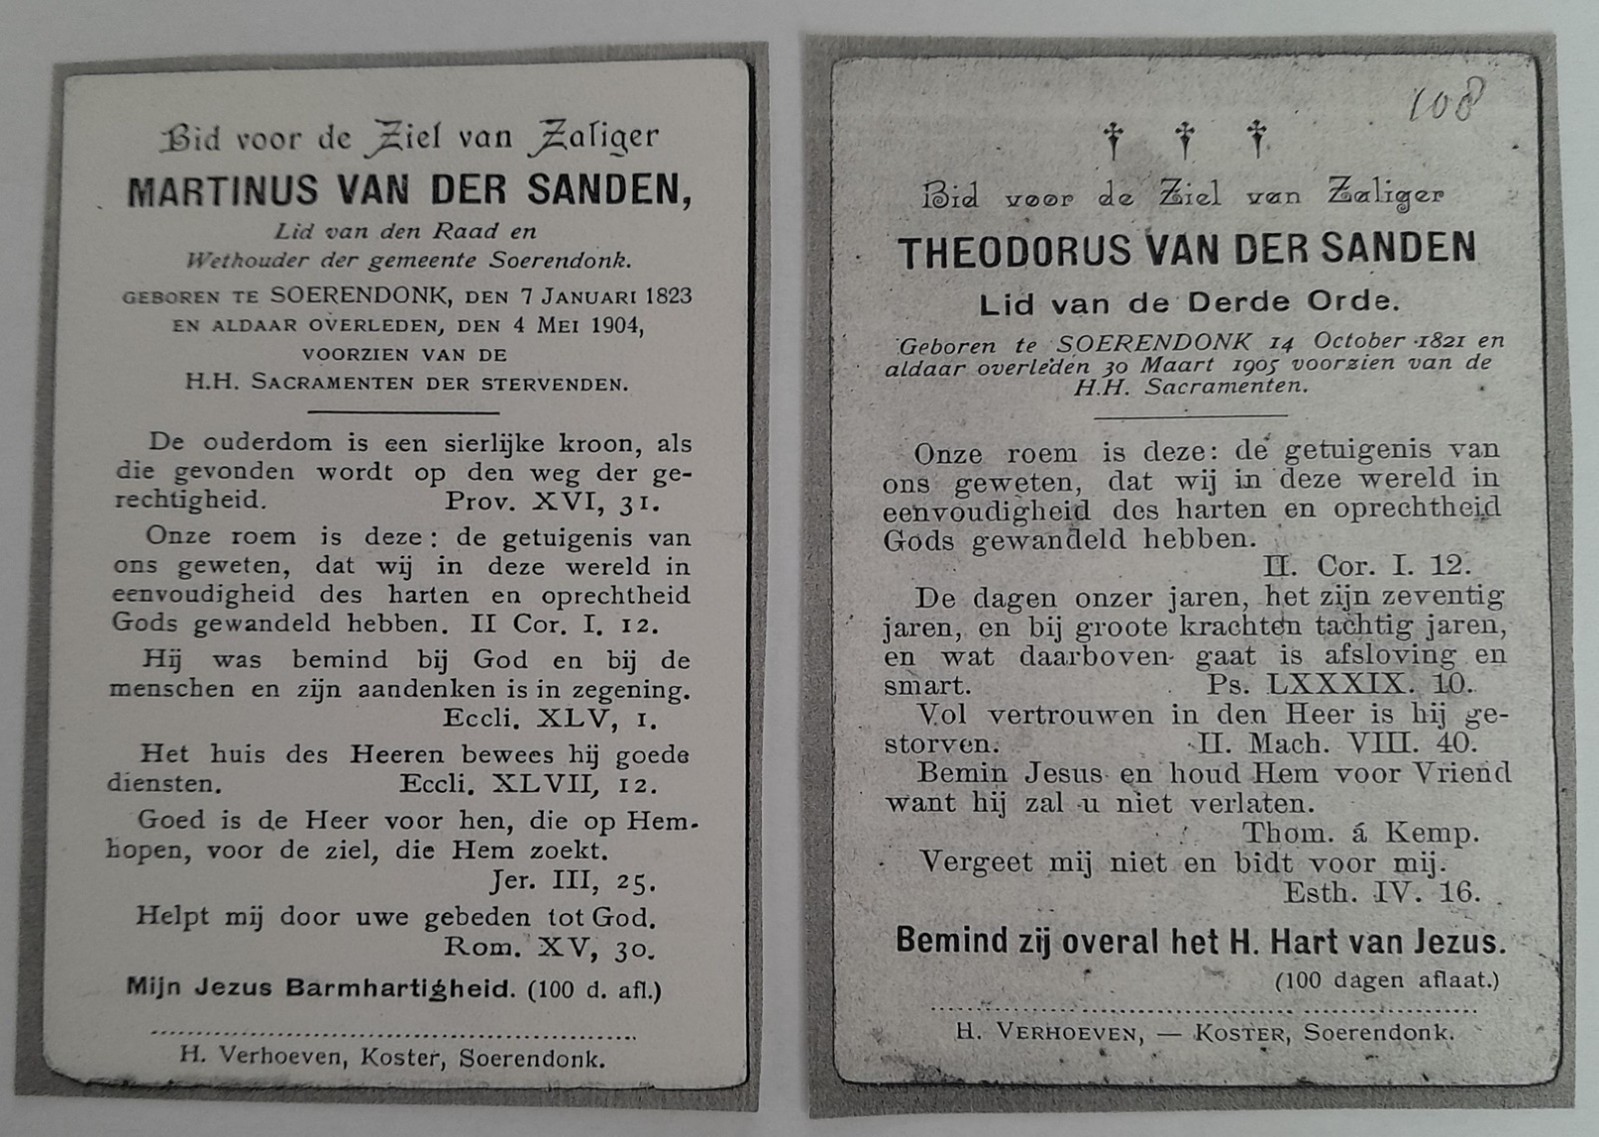 Bid voor de Ziel van Zaliger
MARTINUS VAN DER SANDEN,
Lid van den Raad en
Wethouder der gemeente Soerendonk.
GEBOREN TE SOERENDONK, DEN 7 JANUARI 1823
EN ALDAAR OVERLEDEN, DEN 4 MEI 1904,
VOORZIEN VAN DE
H.H. SACRAMENTEN DER STERVENDEN.
De ouderdom is een sierlijke kroon, als
die gevonden wordt op den weg der ge-
rechtigheid. Prov. XVI, 31.
Onze roem is deze: de getuigenis van
ons geweten, dat wij in deze wereld in
eenvoudigheid des harten en oprechtheid
Gods gewandeld hebben. II Cor. I. 12.
Hij was bemind bij God en bij de
menschen en zijn aandenken is in zegening.
Eccli. XLV, 1.
Het huis des Heeren bewees hij goede
diensten. Eccli. XLVII, 12.
Goed is de Heer voor hen, die op Hem-
hopen, voor de ziel, die Hem zoekt.
Jer. III, 25.
Helpt mij door uwe gebeden tot God.
Rom. XV, 30.
Mijn Jezus Barmhartigheid. (100 d. afl.)
H. Verhoeven, Koster, Soerendonk.
108
Bid voor de Ziel van Zaliger
THEODORUS VAN DER SANDEN
Lid van de Derde Orde.
Geboren te SOERENDONK 14 October 1821 en
aldaar overleden 30 Maart 1905 voorzien van de
H.H. Sacramenten.
Onze roem is deze: de getuigenis van
ons geweten, dat wij in deze wereld in
eenvoudigheid des harten en oprechtheid
Gods gewandeld hebben.
II. Cor. I. 12.
De dagen onzer jaren, het zijn zeventig
jaren, en bij groote krachten tachtig jaren,
en wat daarboven gaat is afsloving en
smart. Ps. LXXXIX. 10.
Vol vertrouwen in den Heer is hij ge-
storven. II. Mach. VIII. 40.
Bemin Jesus en houd Hem voor Vriend
want hij zal u niet verlaten.
Thom. á Kemp.
Vergeet mij niet en bidt voor mij.
Esth. IV. 16.
Bemind zij overal het H. Hart van Jezus.
(100 dagen aflaat.)
H. VERHOEVEN, — KOSTER, Soerendonk.